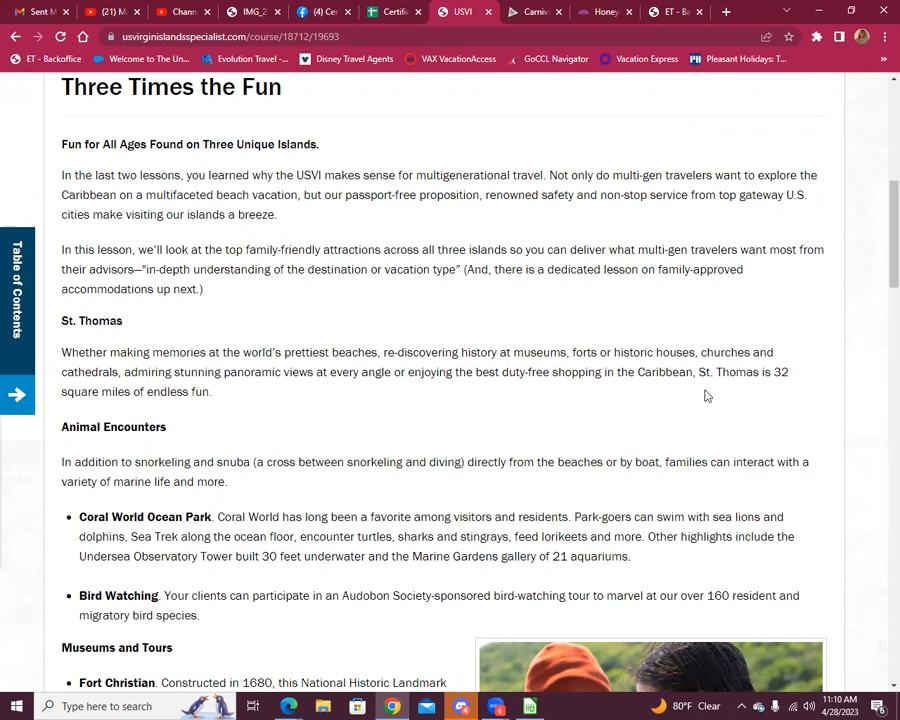 Sent M
(21) M
Chann
IMG_2
(4) Cer
Certific
USVI
Carniv
Honey
ET - Ba
usvirginislandsspecialist.com/course/18712/19693
ET - Backoffice
Welcome to The Un...
Evolution Travel -...
Disney Travel Agents
VAX VacationAccess
GoCCL Navigator
Vacation Express
Pleasant Holidays: T...
Three Times the Fun
Fun for All Ages Found on Three Unique Islands.
In the last two lessons, you learned why the USVI makes sense for multigenerational travel. Not only do multi-gen travelers want to explore the
Caribbean on a multifaceted beach vacation, but our passport-free proposition, renowned safety and non-stop service from top gateway U.S.
cities make visiting our islands a breeze.
In this lesson, we'll look at the top family-friendly attractions across all three islands so you can deliver what multi-gen travelers want most from
their advisors—"in-depth understanding of the destination or vacation type" (And, there is a dedicated lesson on family-approved
accommodations up next.)
Table of Contents
St. Thomas
Whether making memories at the world's prettiest beaches, re-discovering history at museums, forts or historic houses, churches and
cathedrals, admiring stunning panoramic views at every angle or enjoying the best duty-free shopping in the Caribbean, St. Thomas is 32
square miles of endless fun.
Animal Encounters
In addition to snorkeling and snuba (a cross between snorkeling and diving) directly from the beaches or by boat, families can interact with a
variety of marine life and more.
• Coral World Ocean Park. Coral World has long been a favorite among visitors and residents. Park-goers can swim with sea lions and
dolphins, Sea Trek along the ocean floor, encounter turtles, sharks and stingrays, feed lorikeets and more. Other highlights include the
Undersea Observatory Tower built 30 feet underwater and the Marine Gardens gallery of 21 aquariums.
• Bird Watching. Your clients can participate in an Audobon Society-sponsored bird-watching tour to marvel at our over 160 resident and
migratory bird species.
Museums and Tours
• Fort Christian. Constructed in 1680, this National Historic Landmark
Type here to search
80°F Clear
11:10 AM
4/28/2023